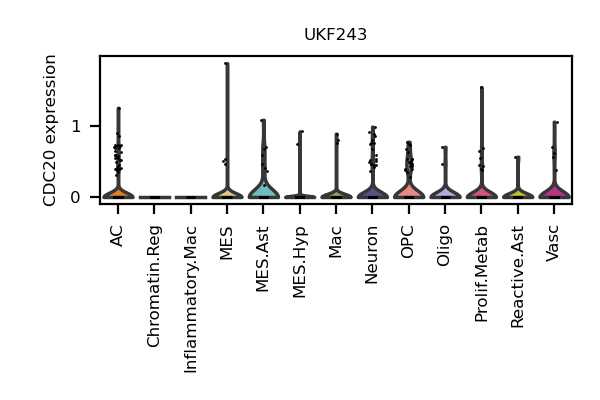 UKF243
CDC20 expression
1
0
AC
Chromatin.Reg
Inflammatory.Mac
MES
MES.Ast
MES.Hyp
Mac
Neuron
OPC
Oligo
Prolif.Metab
Reactive.Ast
Vasc